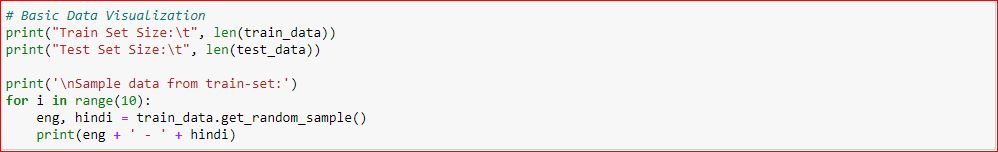 # Basic Data Visualization
print("Train Set Size:\t", len(train_data))
print("Test Set Size:\t", len(test_data))

print('\nSample data from train-set:')
for i in range(10):
    eng, hindi = train_data.get_random_sample()
    print(eng + ' - ' + hindi)